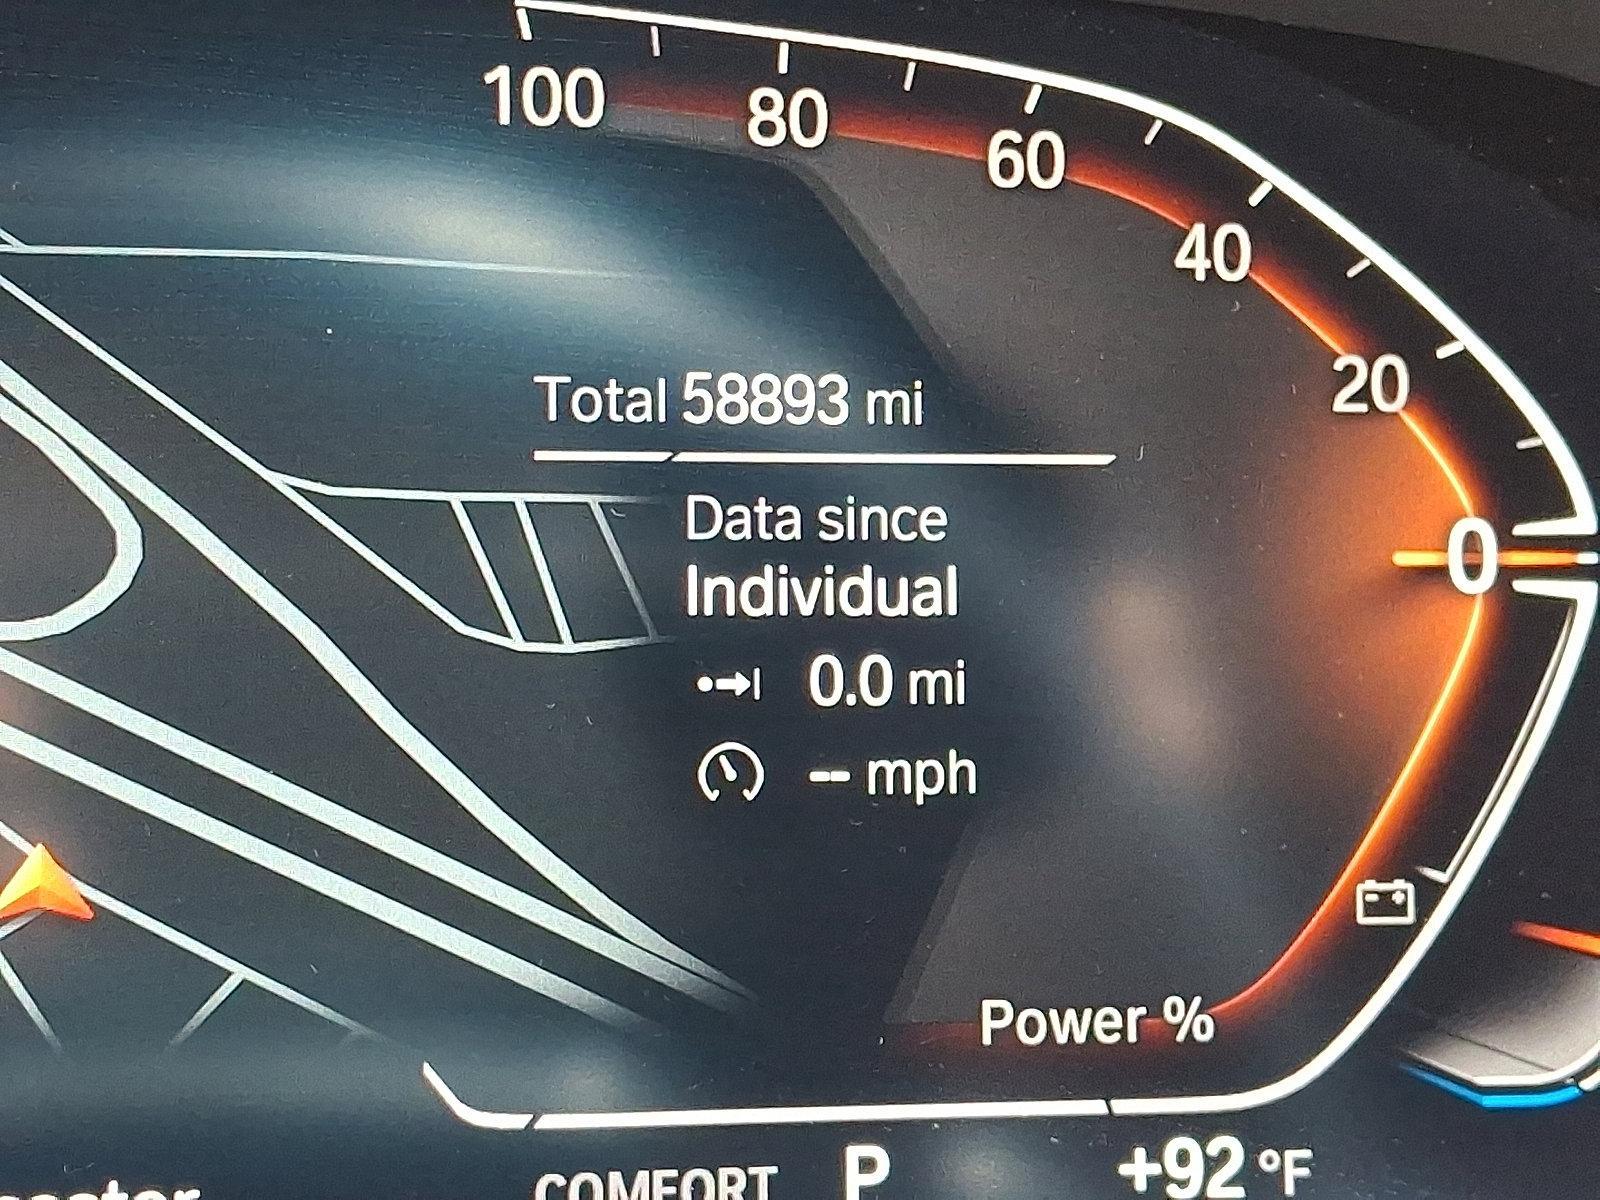 100
80
60
40
20
0
Total 58893 mi
Data since
Individual
0.0 mi
-- mph
Power %
COMFORT P +92 °F